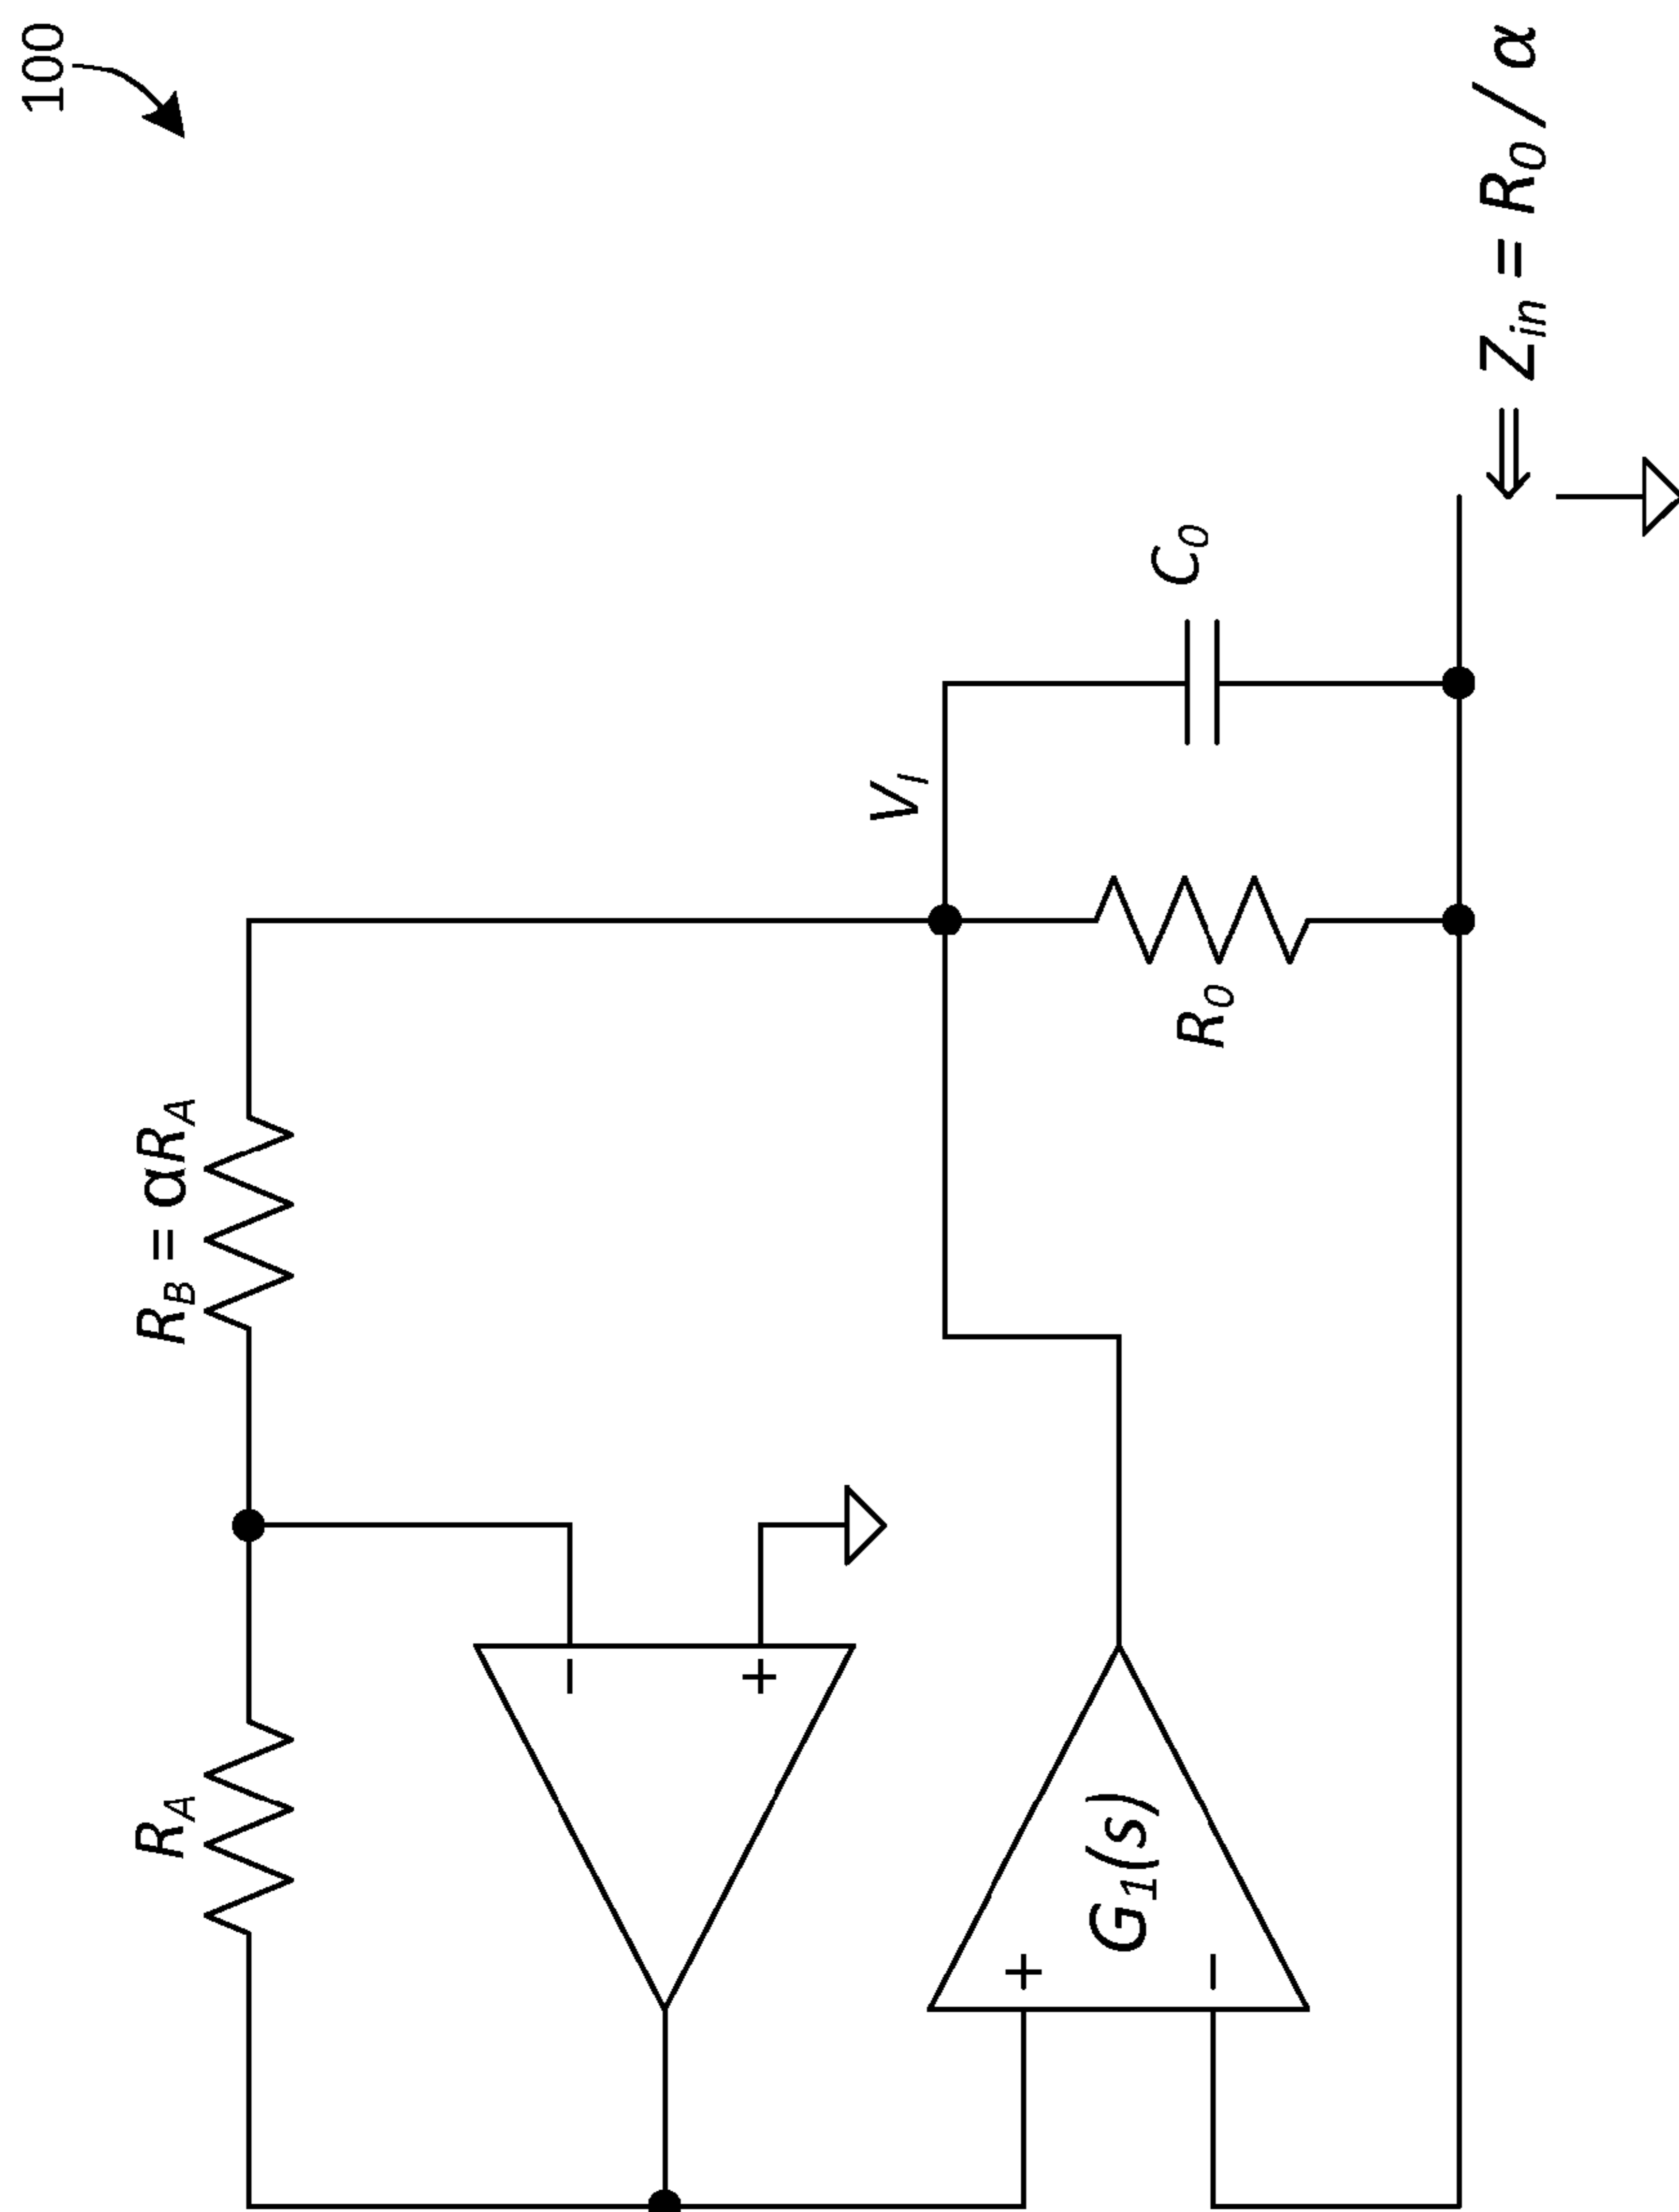 100
R_A
R_B = αR_A
−
+
V_I
+
−
G_1(s)
R_0
C_0
⇐ Z_in = R_0 / α